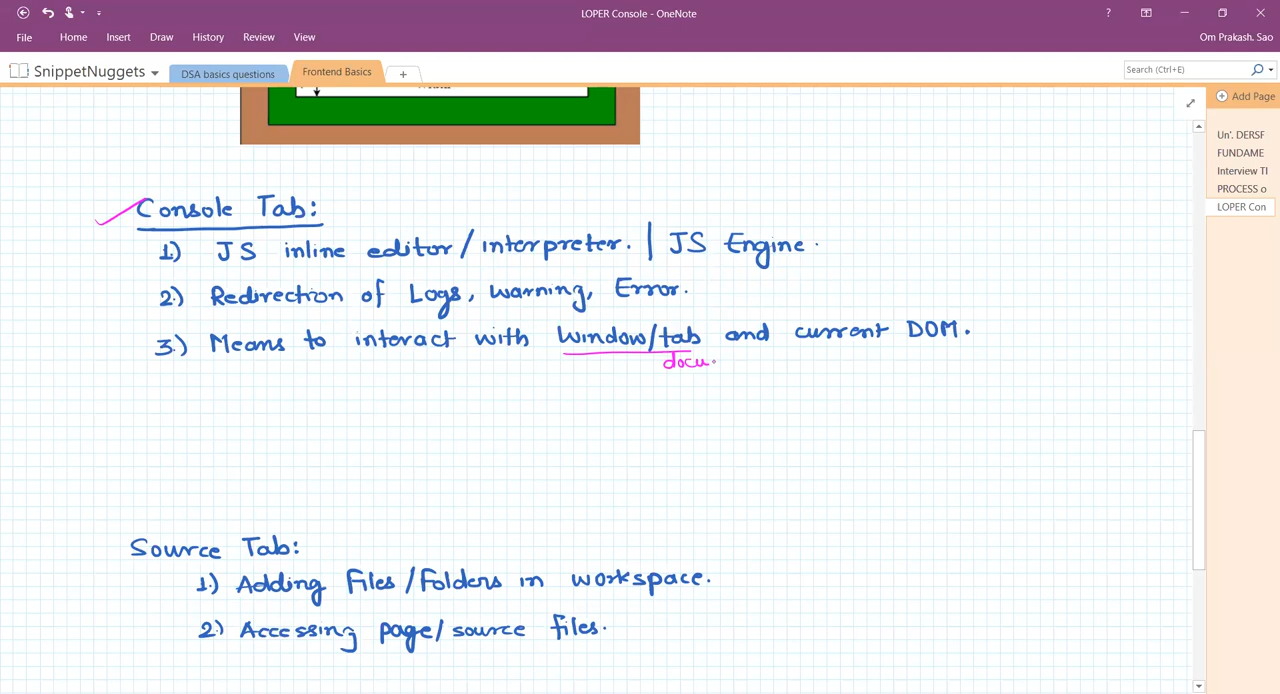 LOPER Console - OneNote
?
File Home Insert Draw History Review View
Om Prakash. Sao
SnippetNuggets
DSA basics questions
Frontend Basics
+
Search (Ctrl+E)
Add Page
Un'. DERSF
FUNDAME
Interview TI
PROCESS o
LOPER Con
Console Tab:
1.) JS inline editor/interpreter. | JS Engine.
2.) Redirection of Logs, warning, Error.
3.) Means to interact with window/tab and current DOM.
docu.
Source Tab:
1.) Adding Files/Folders in workspace.
2.) Accessing page/source files.